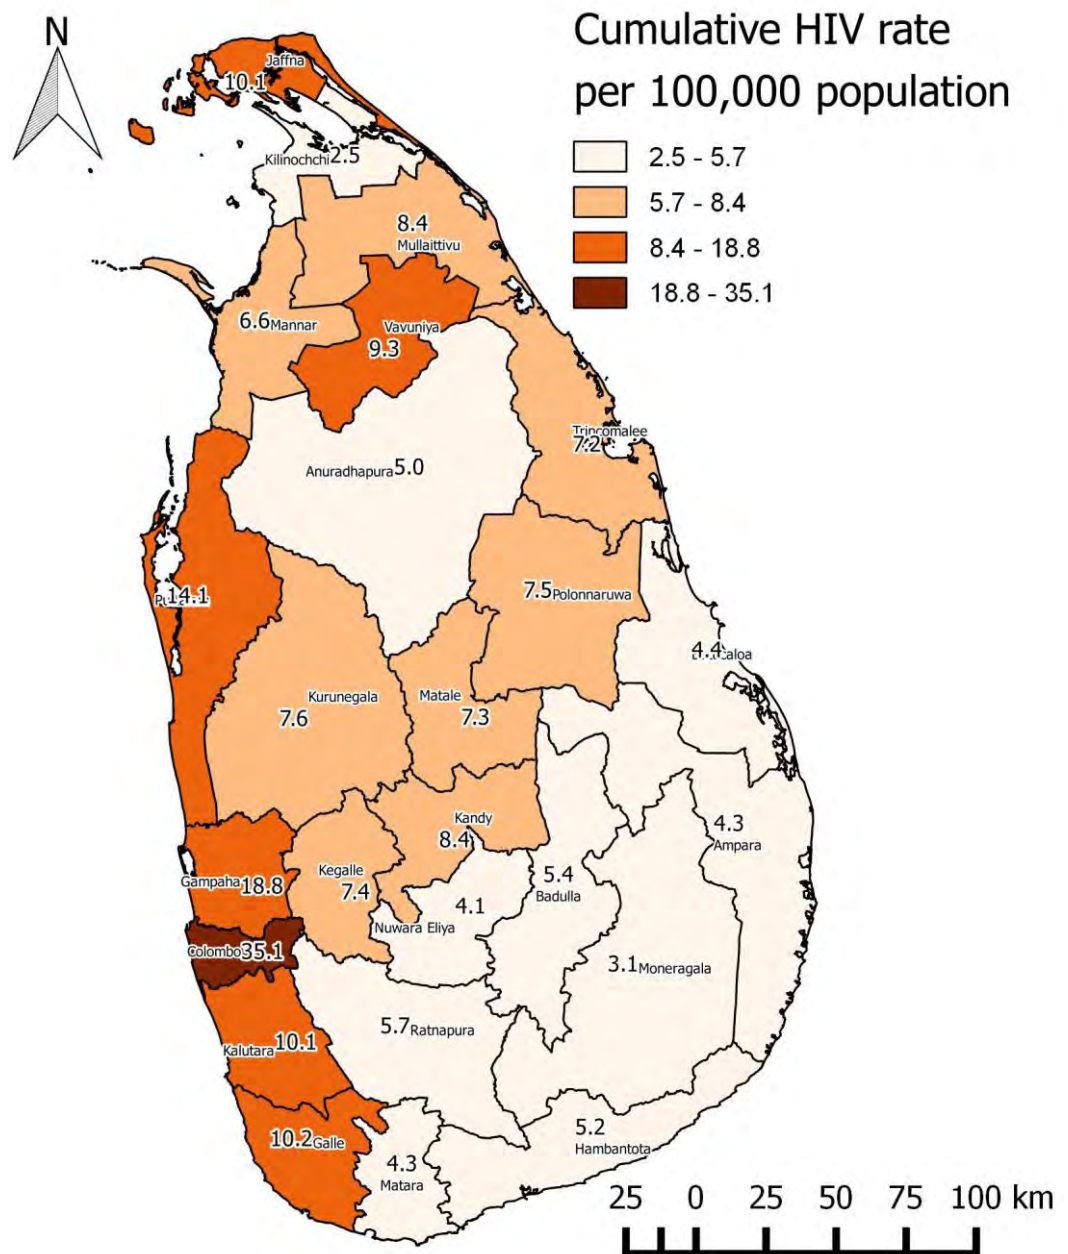 N
Cumulative HIV rate
per 100,000 population
2.5 - 5.7
5.7 - 8.4
8.4 - 18.8
18.8 - 35.1
Jaffna
10.1
Kilinochchi 2.5
8.4
Mullaittivu
6.6 Mannar
Vavuniya
9.3
Trincomalee
7.2
Anuradhapura 5.0
14.1
7.5 Polonnaruwa
4.4
Kurunegala
7.6
Matale
7.3
Kandy
8.4
4.3
Ampara
Kegalle
7.4
5.4
Badulla
Gampaha 18.8
4.1
Nuwara Eliya
Colombo 35.1
3.1 Moneragala
5.7 Ratnapura
Kalutara 10.1
10.2 Galle
5.2
Hambantota
4.3
Matara
25 0 25 50 75 100 km